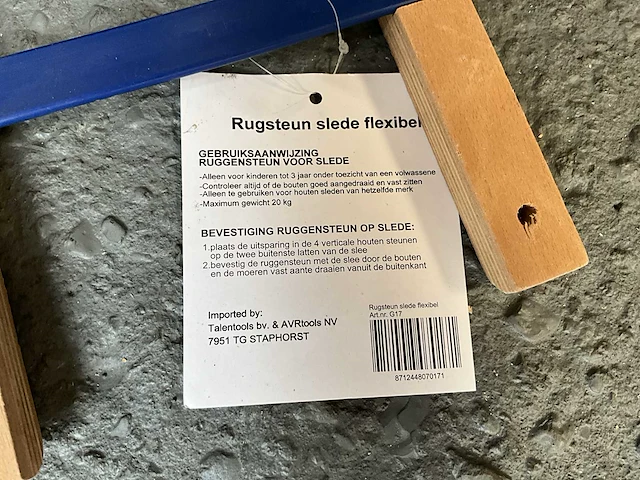 Rugsteun slede flexibel
GEBRUIKSAANWIJZING
RUGGENSTEUN VOOR SLEDE
-Alleen voor kinderen tot 3 jaar onder toezicht van een volwassene
-Controleer altijd of de bouten goed aangedraaid en vast zitten
-Alleen te gebruiken voor houten sleden van hetzelfde merk
-Maximum gewicht 20 kg
BEVESTIGING RUGGENSTEUN OP SLEDE:
1.plaats de uitsparing in de 4 verticale houten steunen
op de twee buitenste latten van de slee
2.bevestig de ruggensteun met de slee door de bouten
en de moeren vast aante draaien vanuit de buitenkant
Imported by:
Talentools bv. & AVRtools NV
7951 TG STAPHORST
Rugsteun slede flexibel
Art.nr. G17
8712448070171